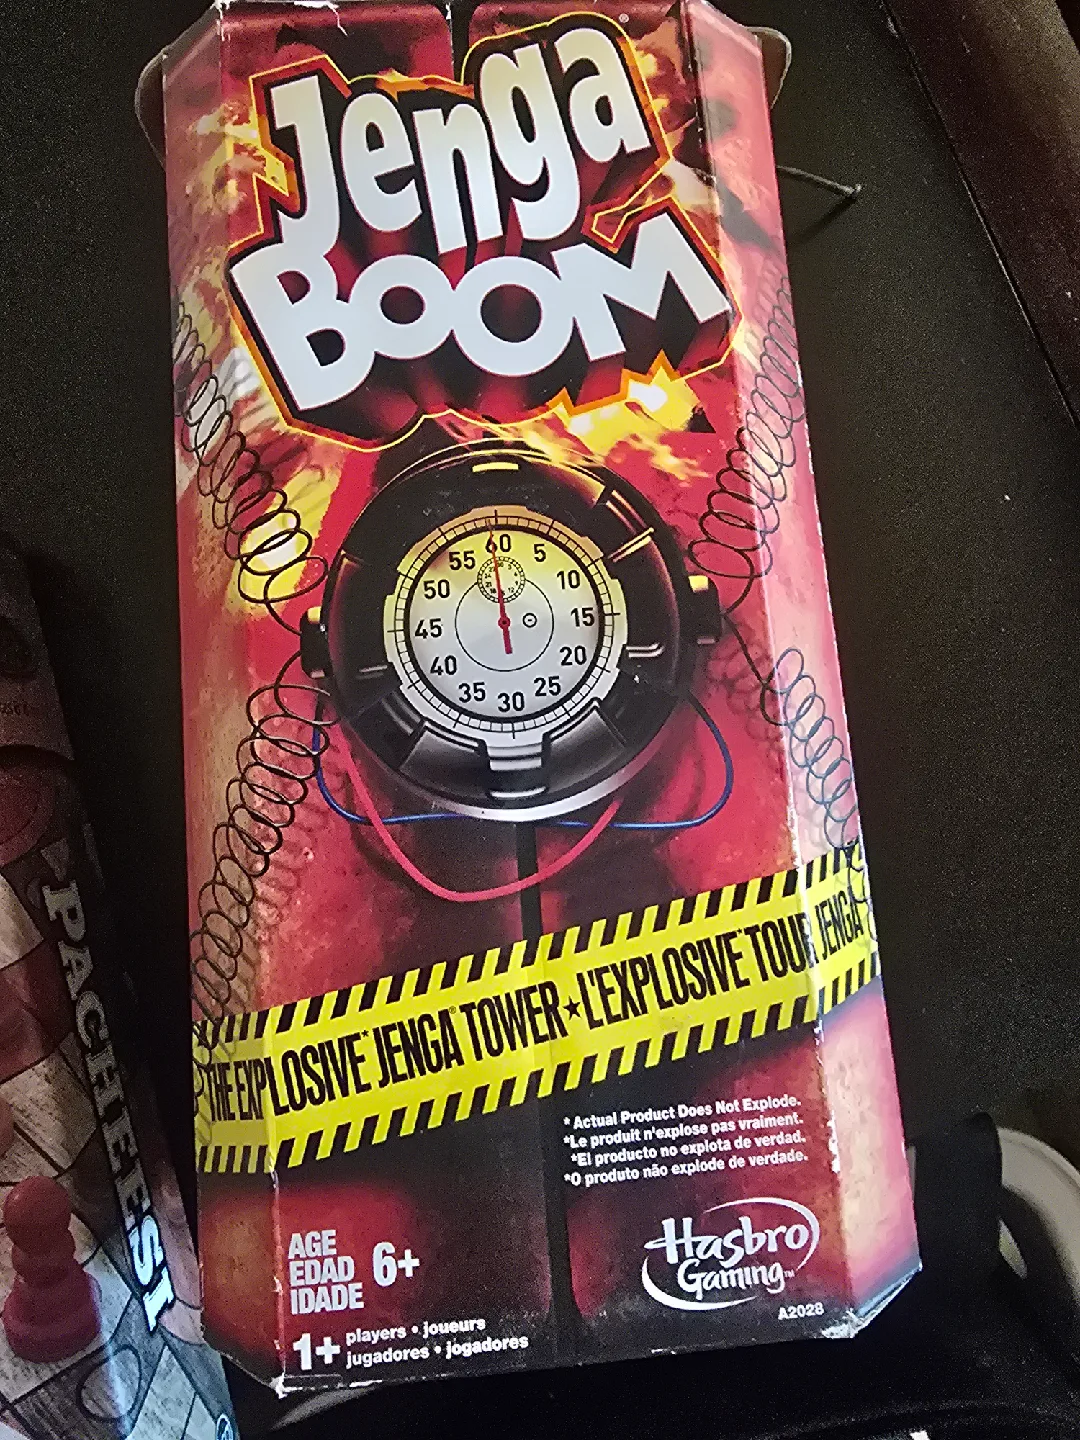 Jenga®
BOOM
60
55 5
50 10
45 15
40 20
35 25
30
THE EXPLOSIVE* JENGA® TOWER ★ L'EXPLOSIVE* TOUR JENGA
* Actual Product Does Not Explode.
*Le produit n'explose pas vraiment.
*El producto no explota de verdad.
*O produto não explode de verdade.
AGE
EDAD 6+
IDADE
1+ players • joueurs
jugadores • jogadores
Hasbro
Gaming™
A2028
PACHEESI